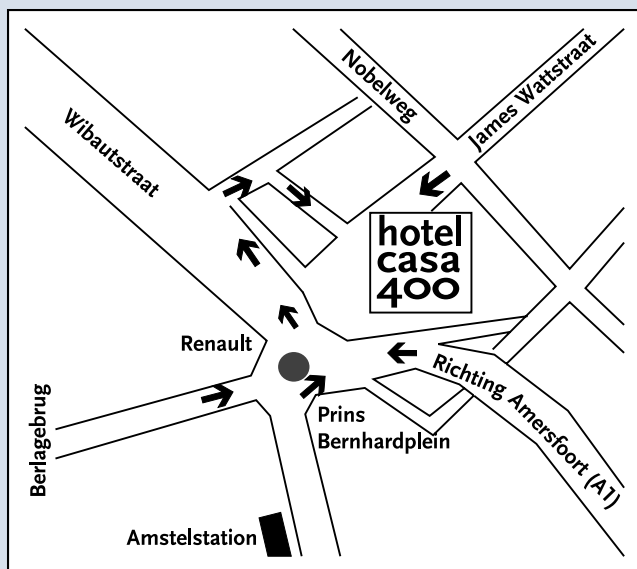 Nobelweg
James Wattstraat
Wibautstraat
hotel
casa
400
Renault
Richting Amersfoort (A1)
Prins
Bernhardplein
Berlagebrug
Amstelstation